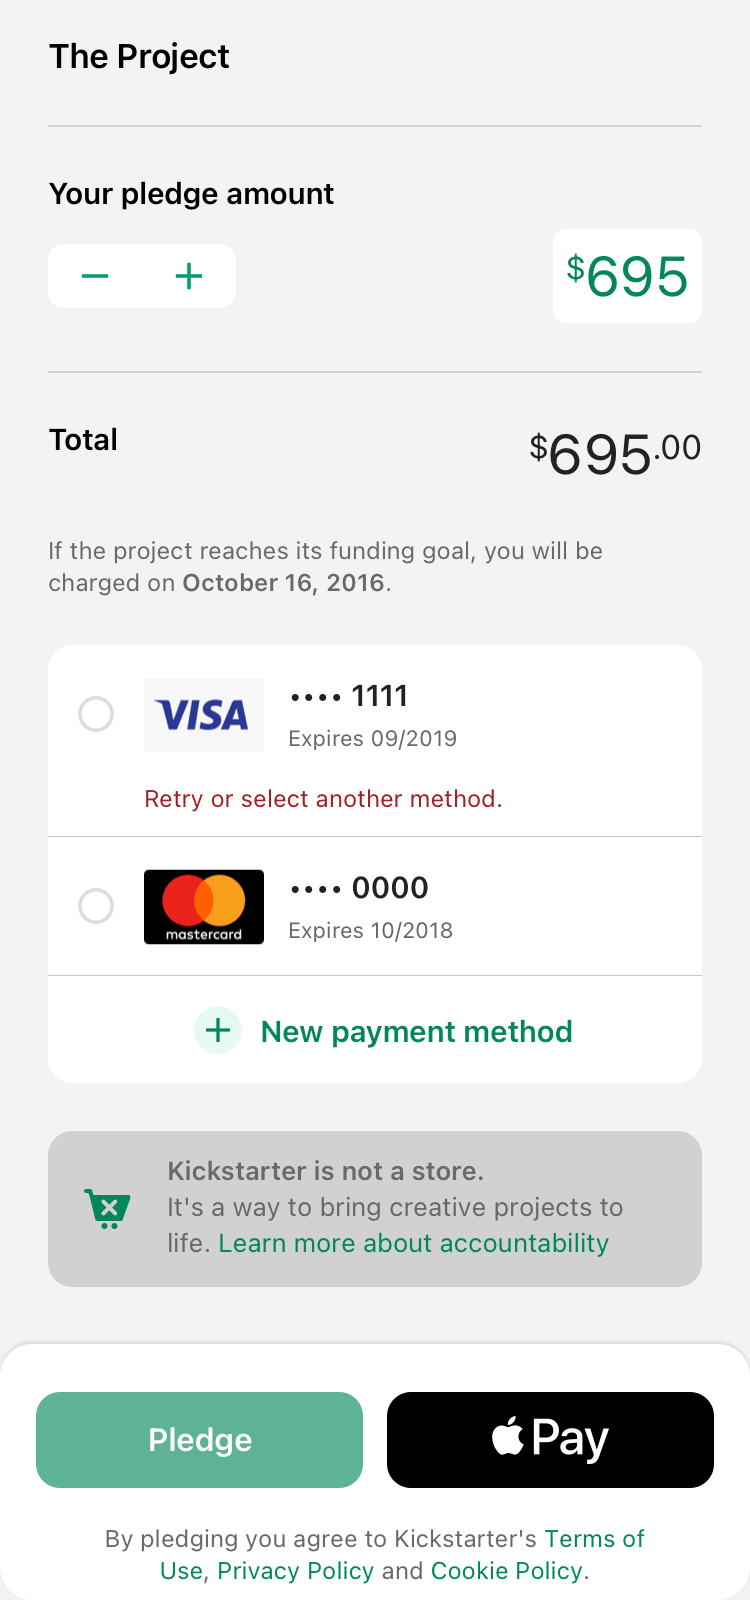 The Project
Your pledge amount
$695
Total
$695.00
If the project reaches its funding goal, you will be
charged on October 16, 2016.
VISA
•••• 1111
Expires 09/2019
Retry or select another method.
mastercard
•••• 0000
Expires 10/2018
New payment method
Kickstarter is not a store.
It's a way to bring creative projects to
life. Learn more about accountability
Pledge
Pay
By pledging you agree to Kickstarter's Terms of
Use, Privacy Policy and Cookie Policy.